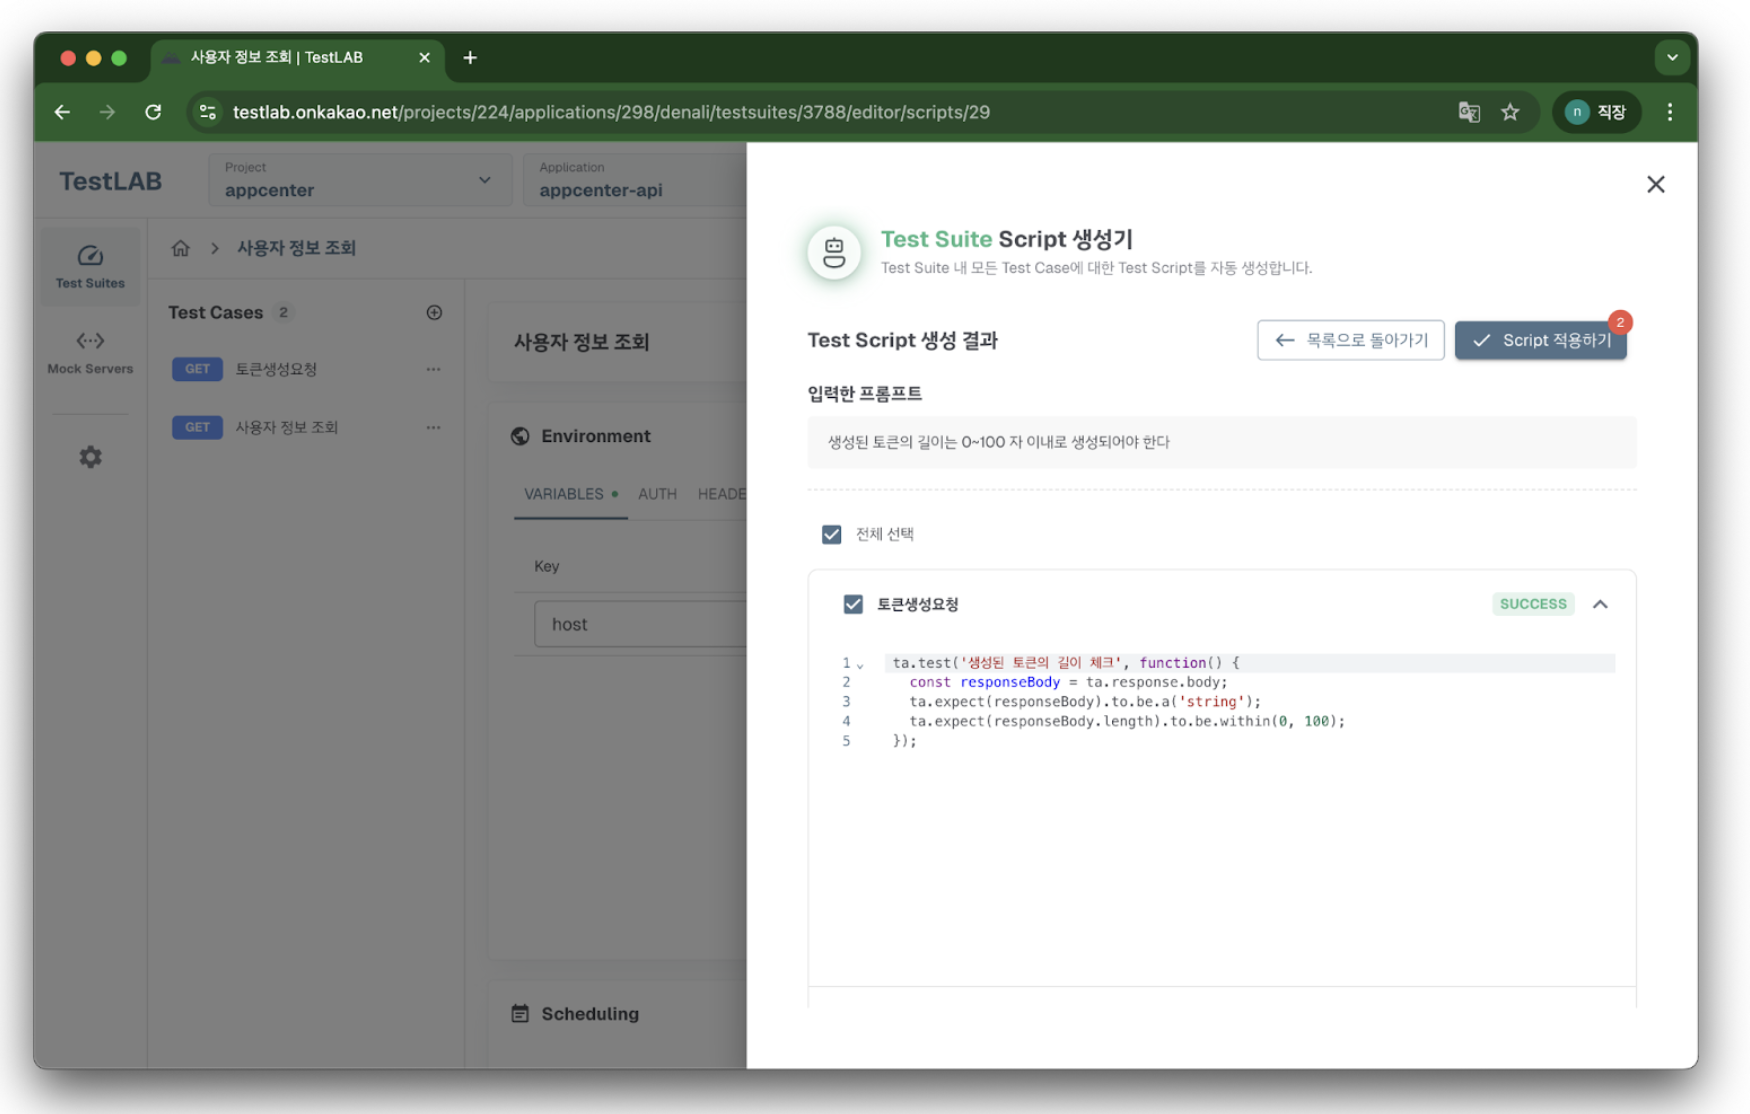 사용자 정보 조회 | TestLAB
testlab.onkakao.net/projects/224/applications/298/denali/testsuites/3788/editor/scripts/29
n 직장
TestLAB
Project
appcenter
Application
appcenter-api
Test Suites
Mock Servers
사용자 정보 조회
Test Cases 2
GET 토큰생성요청
GET 사용자 정보 조회
사용자 정보 조회
Environment
VARIABLES AUTH HEADE
Key
host
Scheduling
Test Suite Script 생성기
Test Suite 내 모든 Test Case에 대한 Test Script를 자동 생성합니다.
Test Script 생성 결과
목록으로 돌아가기
Script 적용하기
2
입력한 프롬프트
생성된 토큰의 길이는 0~100 자 이내로 생성되어야 한다
전체 선택
토큰생성요청
SUCCESS
1 ta.test('생성된 토큰의 길이 체크', function() {
2 const responseBody = ta.response.body;
3 ta.expect(responseBody).to.be.a('string');
4 ta.expect(responseBody.length).to.be.within(0, 100);
5 });